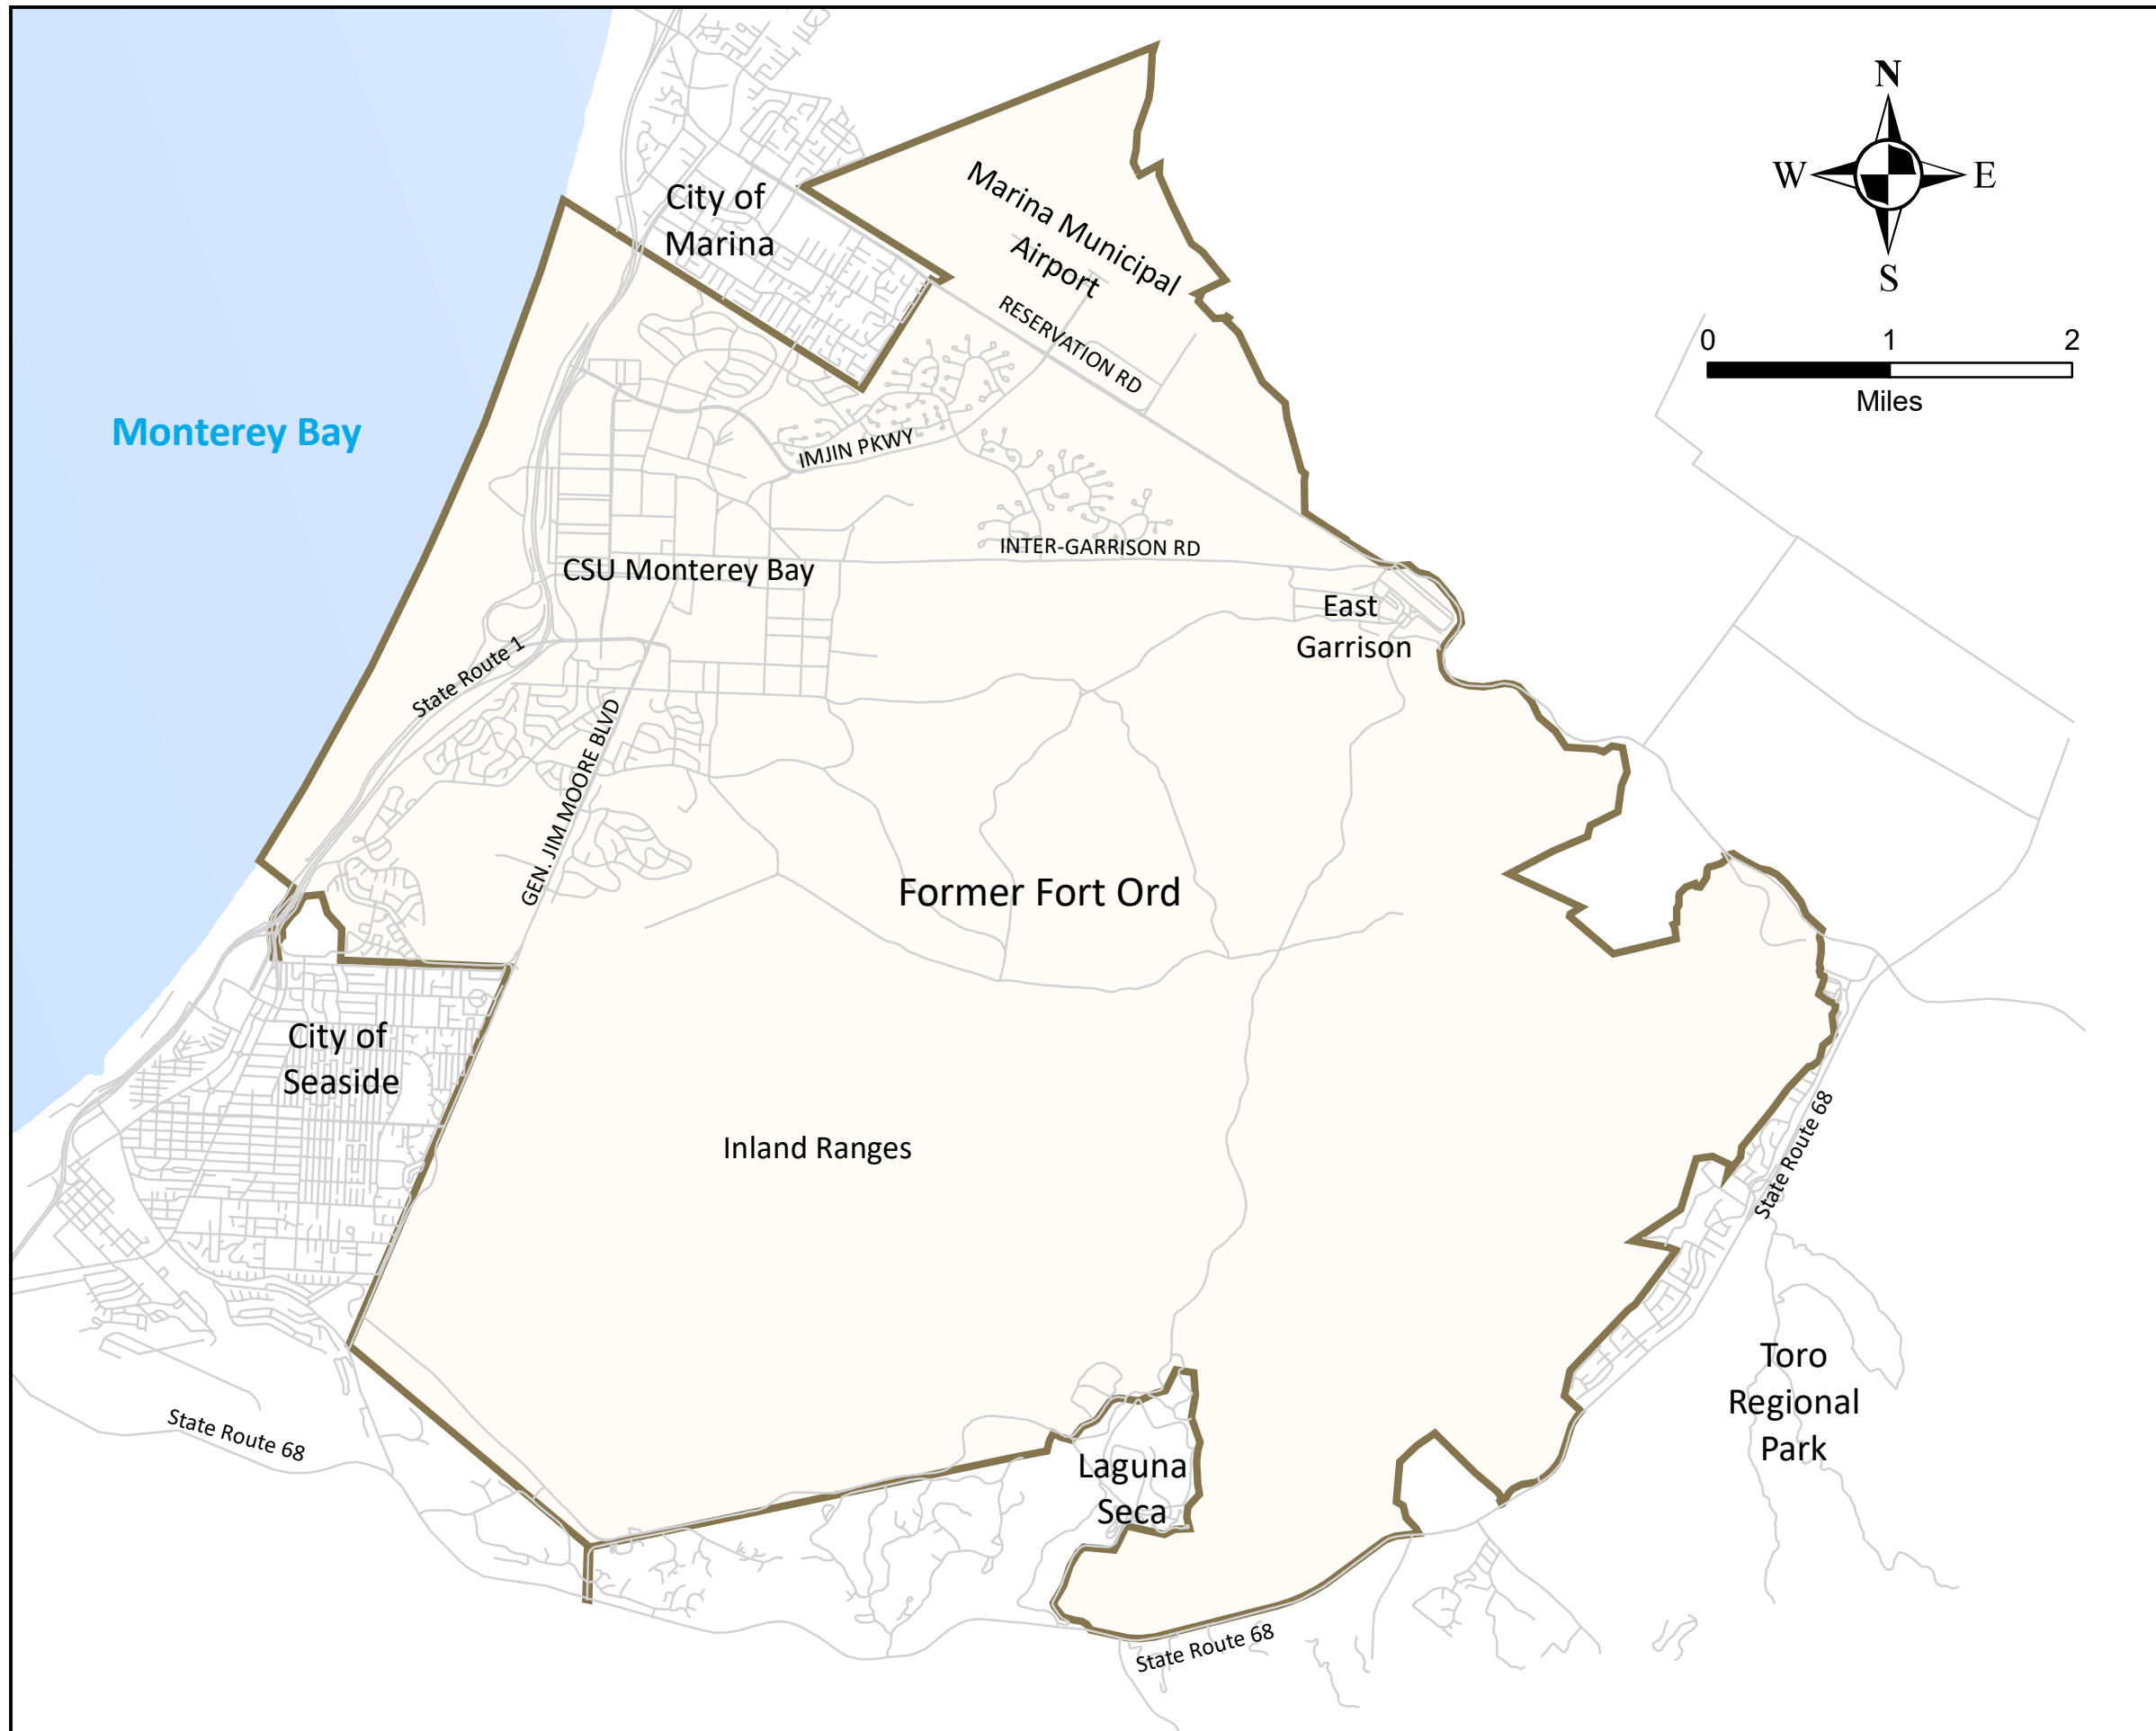 N
W
E
S
0
1
2
Miles
City of
Marina
Marina Municipal
Airport
RESERVATION RD
Monterey Bay
IMJIN PKWY
INTER-GARRISON RD
CSU Monterey Bay
East
Garrison
State Route 1
GEN. JIM MOORE BLVD
Former Fort Ord
City of
Seaside
Inland Ranges
State Route 68
Toro
Regional
Park
State Route 68
Laguna
Seca
State Route 68